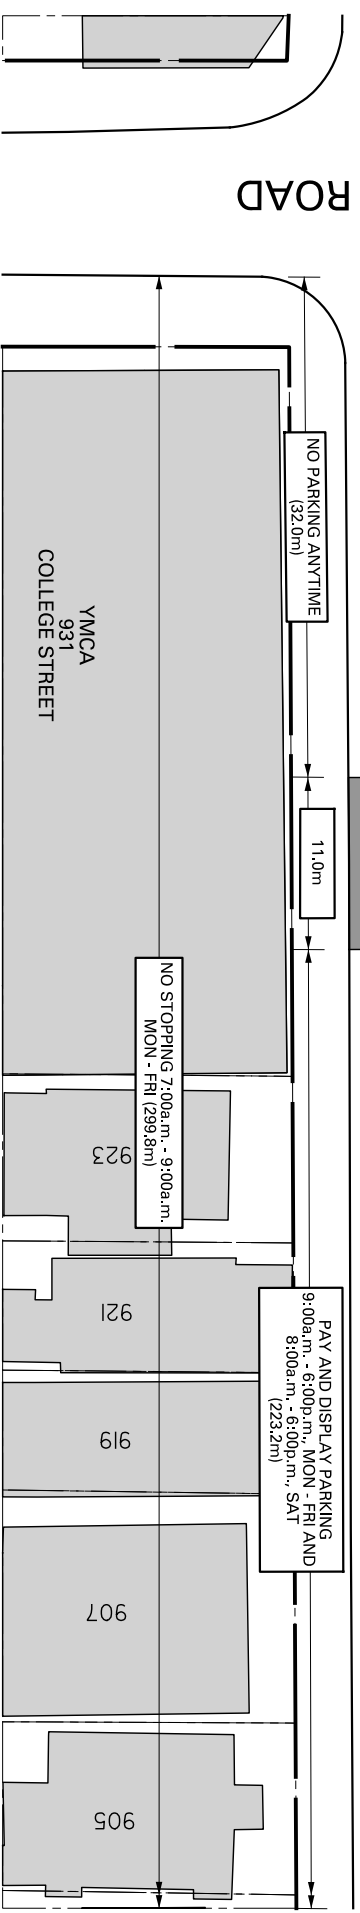 ROAD
NO PARKING ANYTIME
(32.0m)
YMCA
931
COLLEGE STREET
11.0m
NO STOPPING 7:00a.m. - 9:00a.m.
MON - FRI (299.8m)
923
PAY AND DISPLAY PARKING
9:00a.m. - 6:00p.m., MON - FRI AND
8:00a.m. - 6:00p.m., SAT
(223.2m)
921
919
907
905